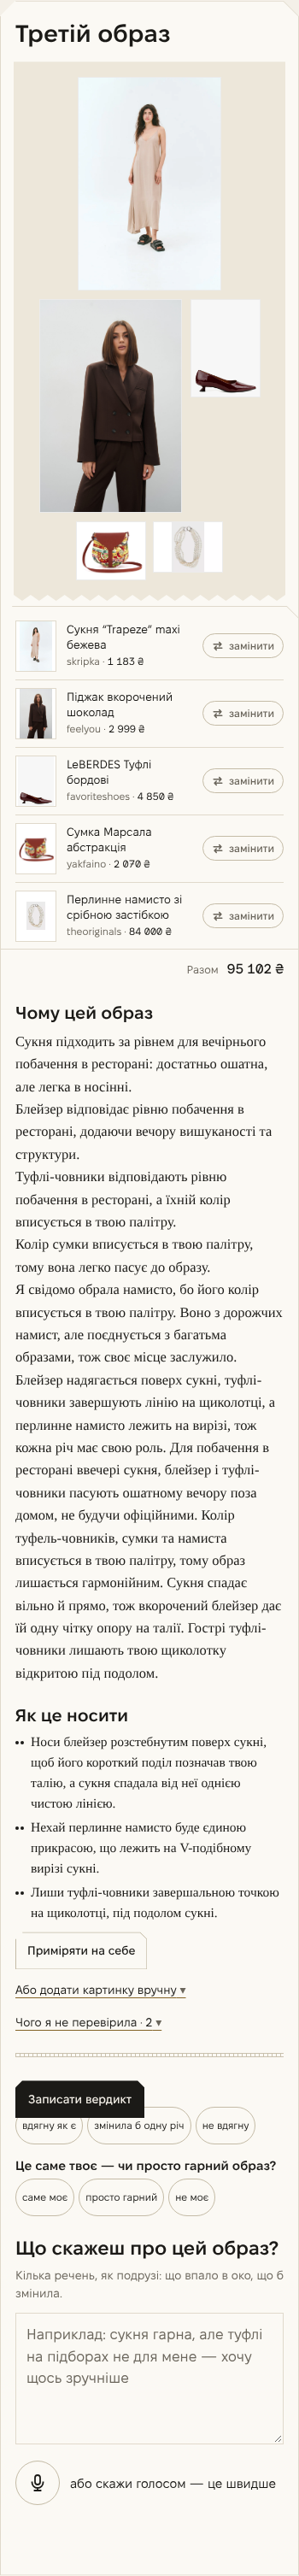 Третій образ
Сукня “Trapeze” maxi
бежева
skripka · 1 183 ₴
⇄ замінити
Піджак вкорочений
шоколад
feelyou · 2 999 ₴
⇄ замінити
LeBERDES Туфлі
бордові
favoriteshoes · 4 850 ₴
⇄ замінити
Сумка Марсала
абстракція
yakfaino · 2 070 ₴
⇄ замінити
Перлинне намисто зі
срібною застібкою
theoriginals · 84 000 ₴
⇄ замінити
Разом 95 102 ₴
Чому цей образ
Сукня підходить за рівнем для вечірнього
побачення в ресторані: достатньо ошатна,
але легка в носінні.
Блейзер відповідає рівню побачення в
ресторані, додаючи вечору вишуканості та
структури.
Туфлі-човники відповідають рівню
побачення в ресторані, а їхній колір
вписується в твою палітру.
Колір сумки вписується в твою палітру,
тому вона легко пасує до образу.
Я свідомо обрала намисто, бо його колір
вписується в твою палітру. Воно з дорожчих
намист, але поєднується з багатьма
образами, тож своє місце заслужило.
Блейзер надягається поверх сукні, туфлі-
човники завершують лінію на щиколотці, а
перлинне намисто лежить на вирізі, тож
кожна річ має свою роль. Для побачення в
ресторані ввечері сукня, блейзер і туфлі-
човники пасують ошатному вечору поза
домом, не будучи офіційними. Колір
туфель-човників, сумки та намиста
вписується в твою палітру, тому образ
лишається гармонійним. Сукня спадає
вільно й прямо, тож вкорочений блейзер дає
їй одну чітку опору на талії. Гострі туфлі-
човники лишають твою щиколотку
відкритою під подолом.
Як це носити
Носи блейзер розстебнутим поверх сукні,
щоб його короткий поділ позначав твою
талію, а сукня спадала від неї однією
чистою лінією.
Нехай перлинне намисто буде єдиною
прикрасою, що лежить на V-подібному
вирізі сукні.
Лиши туфлі-човники завершальною точкою
на щиколотці, під подолом сукні.
Приміряти на себе
Або додати картинку вручну ▾
Чого я не перевірила · 2 ▾
Записати вердикт
вдягну як є
змінила б одну річ
не вдягну
Це саме твоє — чи просто гарний образ?
саме моє
просто гарний
не моє
Що скажеш про цей образ?
Кілька речень, як подрузі: що впало в око, що б
змінила.
Наприклад: сукня гарна, але туфлі
на підборах не для мене — хочу
щось зручніше
або скажи голосом — це швидше